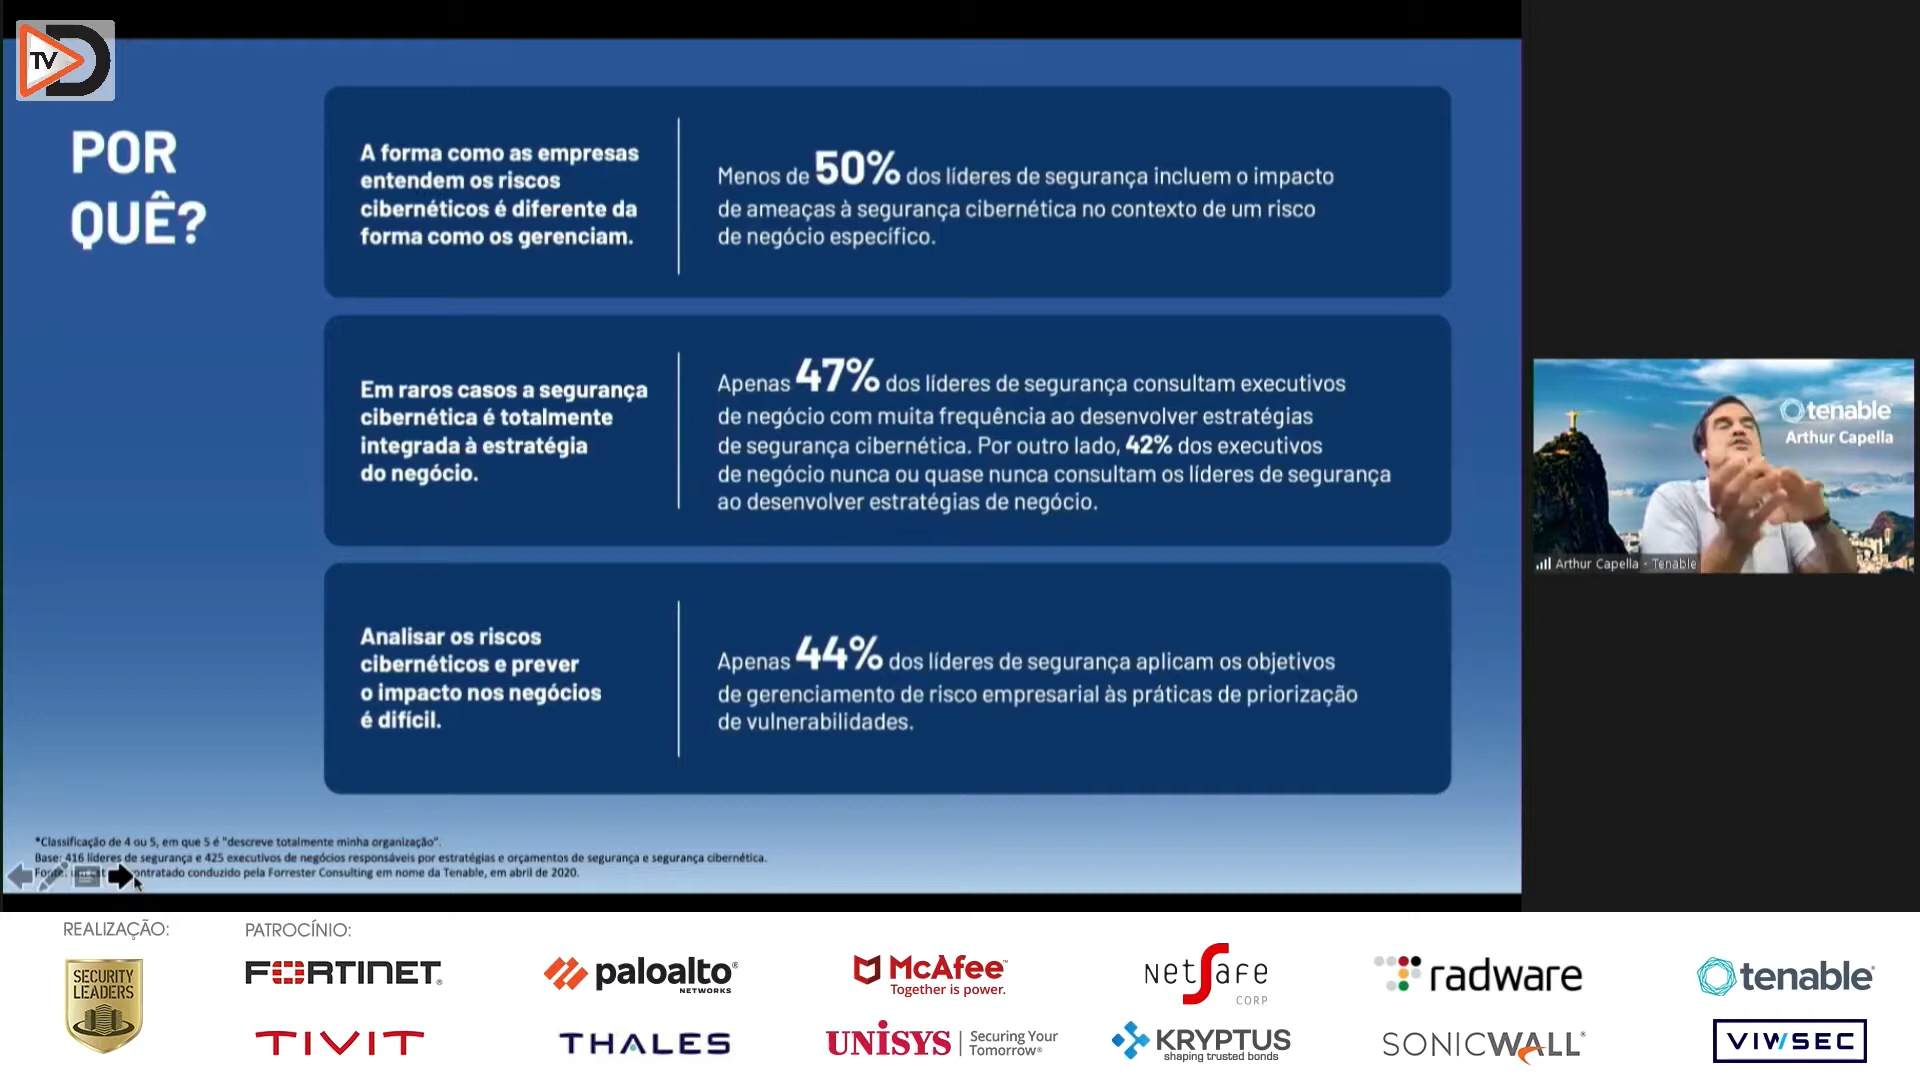 TV D
POR
QUÊ?
A forma como as empresas
entendem os riscos
cibernéticos é diferente da
forma como os gerenciam.
Menos de 50% dos líderes de segurança incluem o impacto
de ameaças à segurança cibernética no contexto de um risco
de negócio específico.
Em raros casos a segurança
cibernética é totalmente
integrada à estratégia
do negócio.
Apenas 47% dos líderes de segurança consultam executivos
de negócio com muita frequência ao desenvolver estratégias
de segurança cibernética. Por outro lado, 42% dos executivos
de negócio nunca ou quase nunca consultam os líderes de segurança
ao desenvolver estratégias de negócio.
Analisar os riscos
cibernéticos e prever
o impacto nos negócios
é difícil.
Apenas 44% dos líderes de segurança aplicam os objetivos
de gerenciamento de risco empresarial às práticas de priorização
de vulnerabilidades.
*Classificação de 4 ou 5, em que 5 é "descreve totalmente minha organização".
Base: 416 líderes de segurança e 425 executivos de negócios responsáveis por estratégias e orçamentos de segurança e segurança cibernética.
conduzido pela Forrester Consulting em nome da Tenable, em abril de 2020.
tenable
Arthur Capella
Arthur Capella - Tenable
REALIZAÇÃO:
PATROCÍNIO:
SECURITY
LEADERS
FORTINET®
paloalto®
NETWORKS
McAfee™
Together is power.
NETSAFE
CORP
radware
tenable®
TIVIT
THALES
UNISYS | Securing Your
Tomorrow®
KRYPTUS
shaping trusted bonds
SONICWALL®
VIWSEC